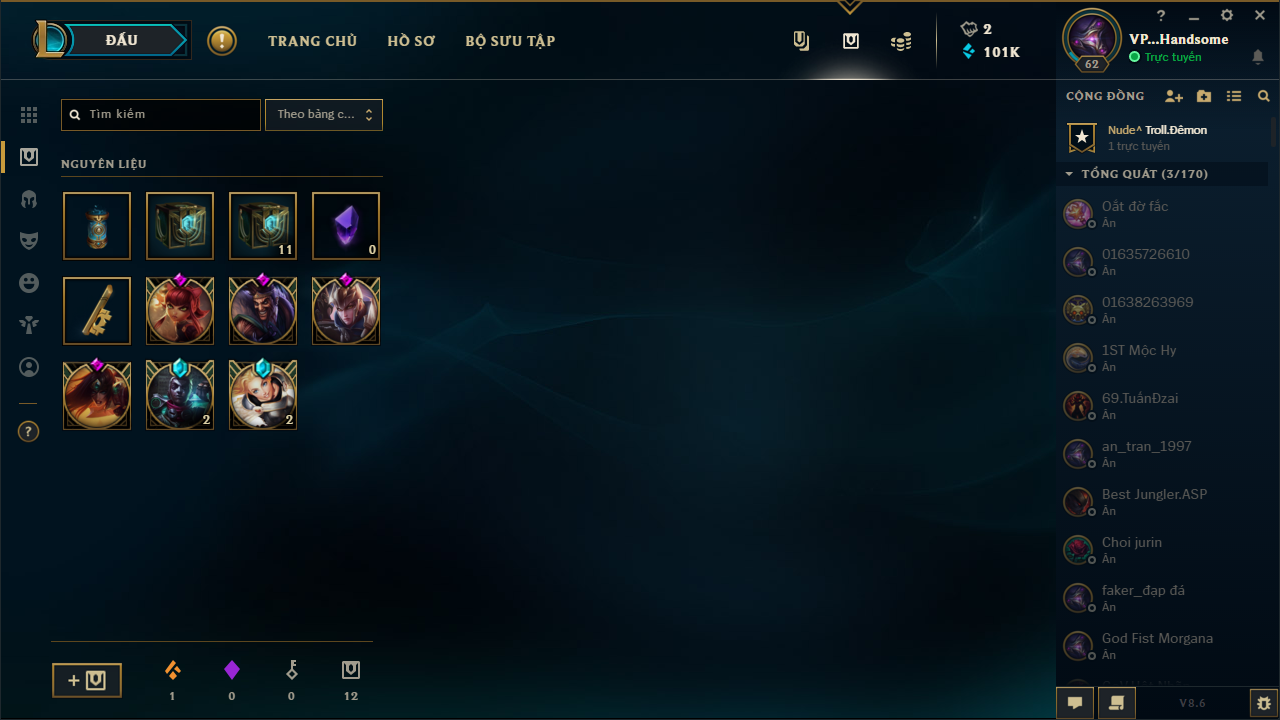 ĐẤU
!
TRANG CHỦ
HỒ SƠ
BỘ SƯU TẬP
2
101K
?
62
VP...Handsome
Trực tuyến
Tìm kiếm
Theo bảng c...
NGUYÊN LIỆU
11
0
2
2
?
1
0
0
12
CỘNG ĐỒNG
Nude^ Troll.Đêmon
1 trực tuyến
TỔNG QUÁT (3/170)
Oắt đờ fắc
Ẩn
01635726610
Ẩn
01638263969
Ẩn
1ST Mộc Hy
Ẩn
69.TuấnĐzai
Ẩn
an_tran_1997
Ẩn
Best Jungler.ASP
Ẩn
Choi jurin
Ẩn
faker_đạp đá
Ẩn
God Fist Morgana
Ẩn
V8.6